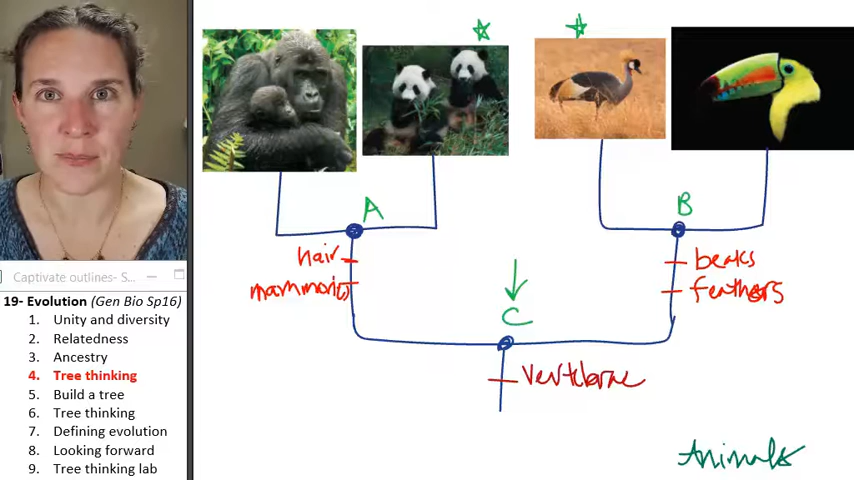 A
B
hair
mammories
beaks
feathers
C
vertebrae
Animals
Captivate outlines- S...
19- Evolution (Gen Bio Sp16)
1. Unity and diversity
2. Relatedness
3. Ancestry
4. Tree thinking
5. Build a tree
6. Tree thinking
7. Defining evolution
8. Looking forward
9. Tree thinking lab